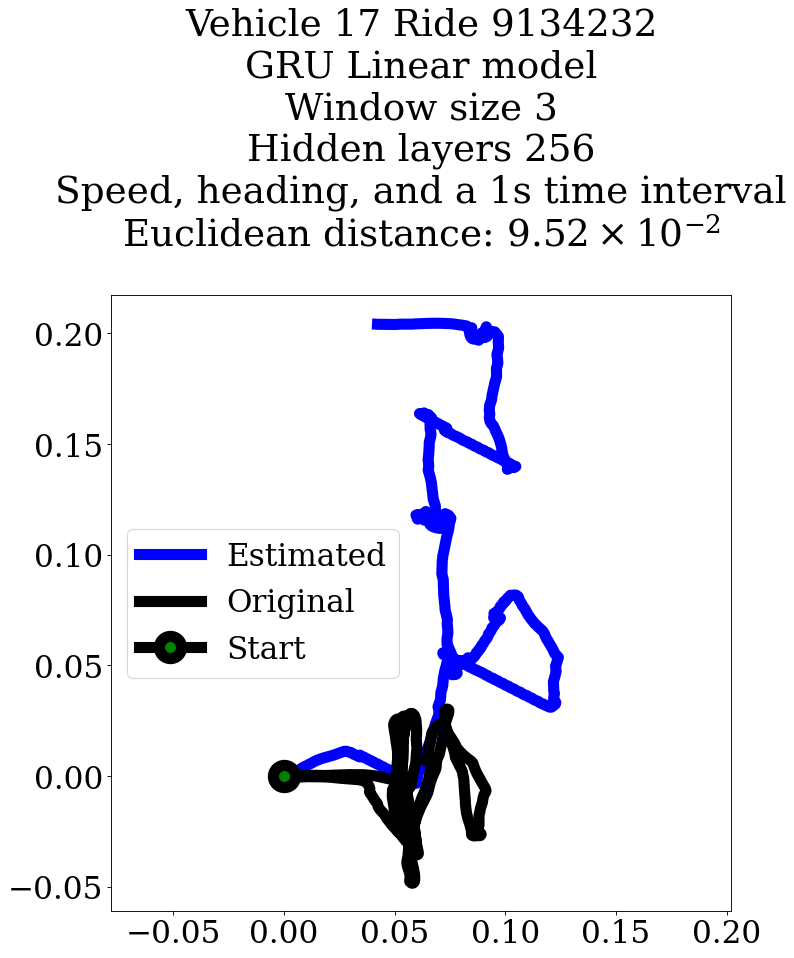 Vehicle 17 Ride 9134232
GRU Linear model
Window size 3
Hidden layers 256
Speed, heading, and a 1s time interval
Euclidean distance: 9.52 × 10⁻²
0.20
0.15
0.10
0.05
0.00
−0.05
Estimated
Original
Start
−0.05 0.00 0.05 0.10 0.15 0.20